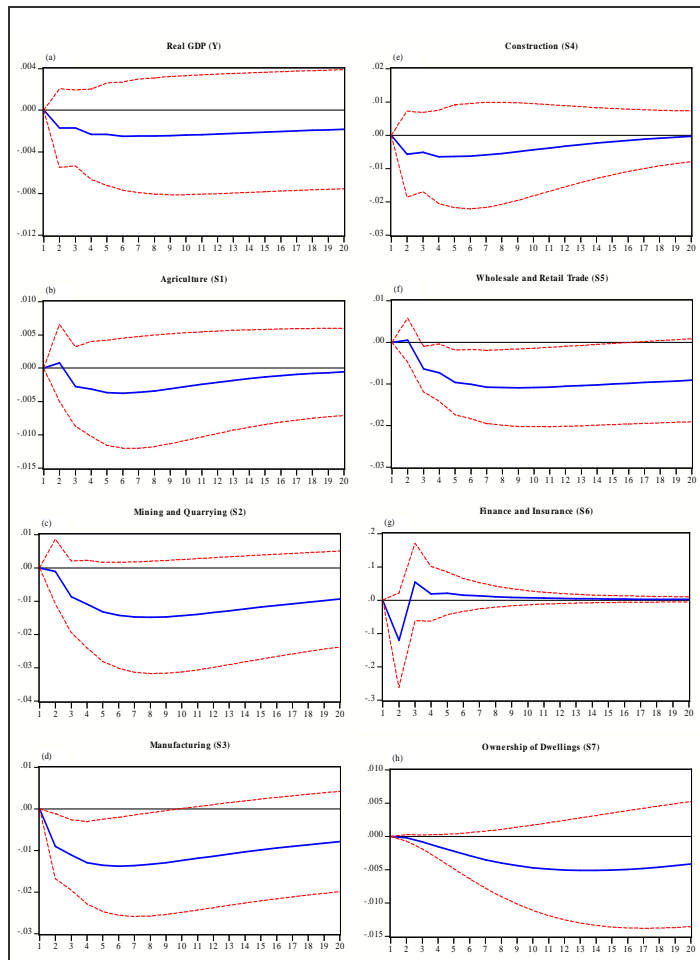 Real GDP (Y)
(a)
.004
.000
-.004
-.008
-.012
1 2 3 4 5 6 7 8 9 10 11 12 13 14 15 16 17 18 19 20
Construction (S4)
(e)
.02
.01
.00
-.01
-.02
-.03
1 2 3 4 5 6 7 8 9 10 11 12 13 14 15 16 17 18 19 20
Agriculture (S1)
(b)
.010
.005
.000
-.005
-.010
-.015
1 2 3 4 5 6 7 8 9 10 11 12 13 14 15 16 17 18 19 20
Wholesale and Retail Trade (S5)
(f)
.01
.00
-.01
-.02
-.03
1 2 3 4 5 6 7 8 9 10 11 12 13 14 15 16 17 18 19 20
Mining and Quarrying (S2)
(c)
.01
.00
-.01
-.02
-.03
-.04
1 2 3 4 5 6 7 8 9 10 11 12 13 14 15 16 17 18 19 20
Finance and Insurance (S6)
(g)
.2
.1
.0
-.1
-.2
-.3
1 2 3 4 5 6 7 8 9 10 11 12 13 14 15 16 17 18 19 20
Manufacturing (S3)
(d)
.01
.00
-.01
-.02
-.03
1 2 3 4 5 6 7 8 9 10 11 12 13 14 15 16 17 18 19 20
Ownership of Dwellings (S7)
(h)
.010
.005
.000
-.005
-.010
-.015
1 2 3 4 5 6 7 8 9 10 11 12 13 14 15 16 17 18 19 20